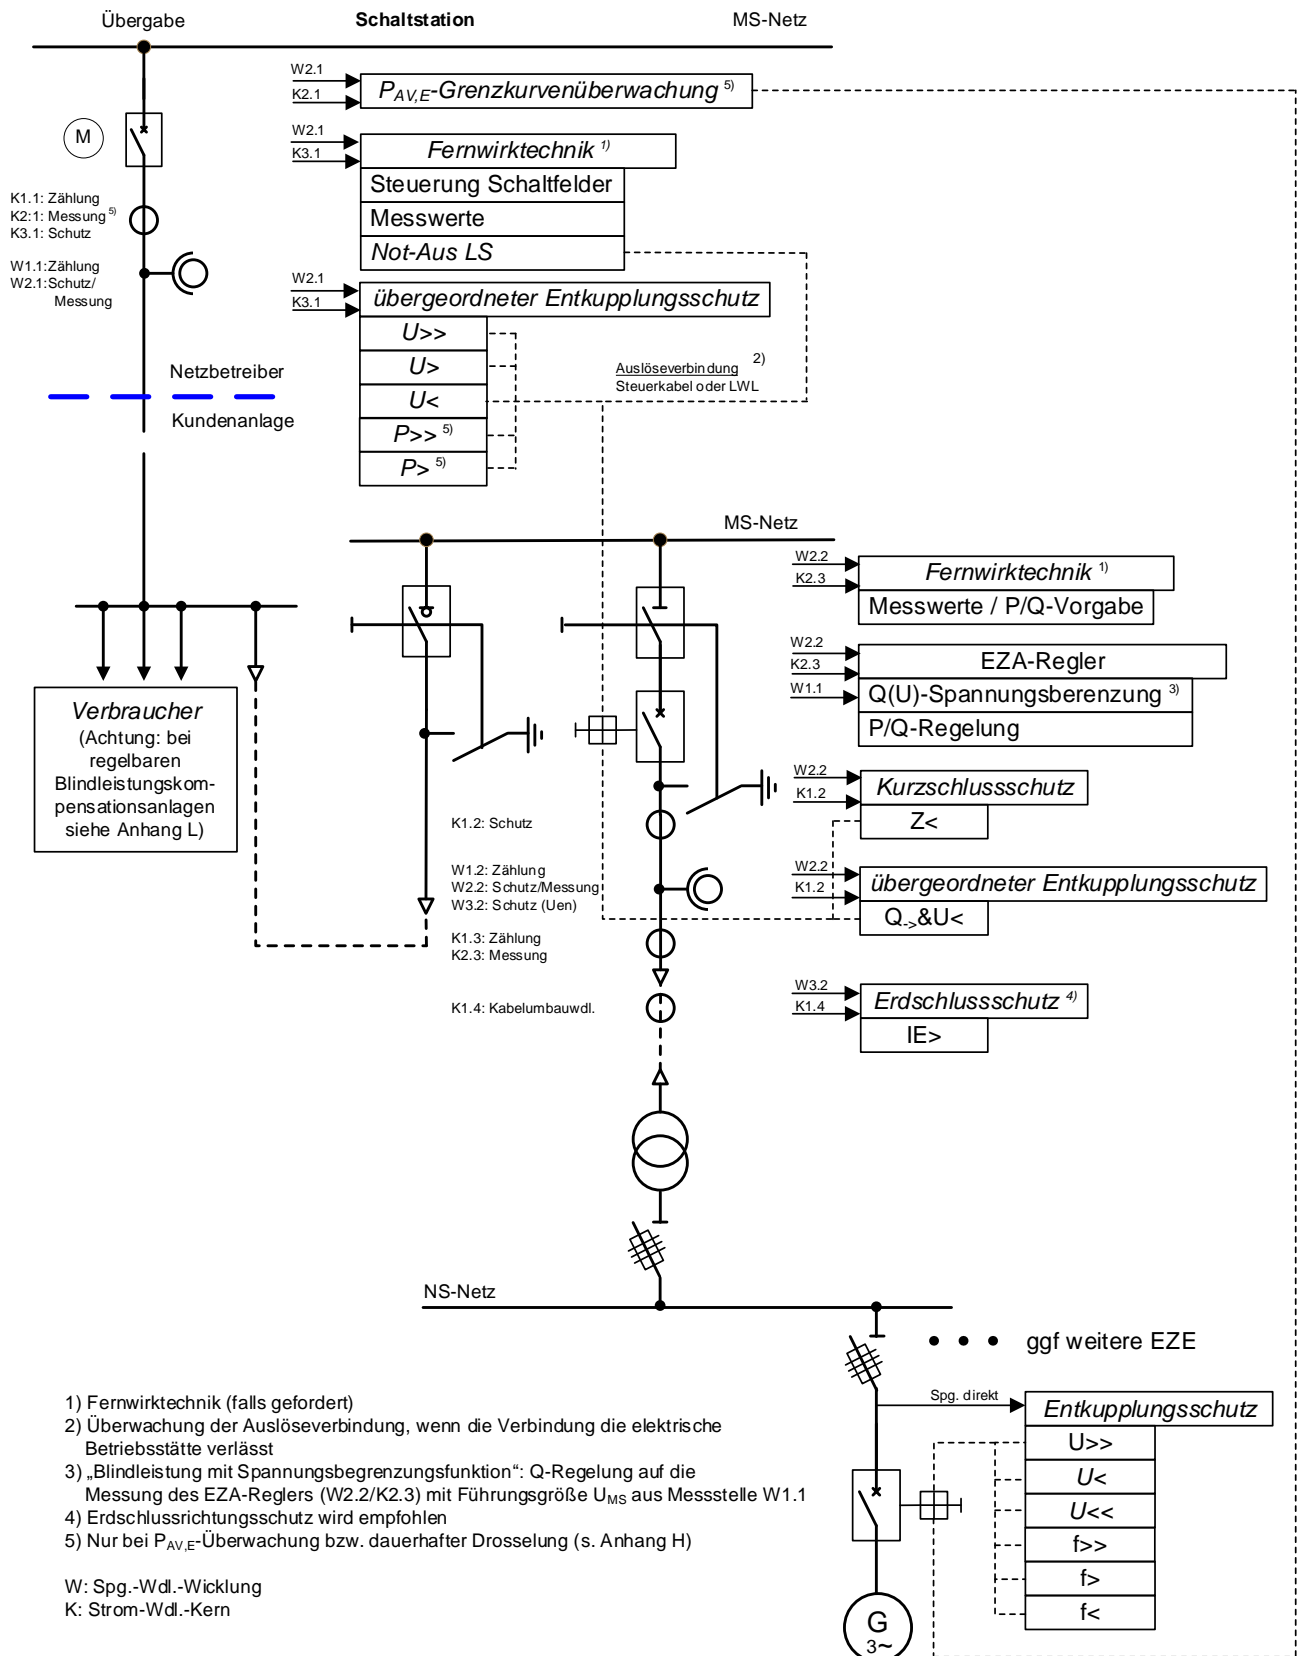 Übergabe
Schaltstation
MS-Netz
W2.1
K2.1
P_AV,E-Grenzkurvenüberwachung 5)
M
W2.1
K3.1
Fernwirktechnik 1)
Steuerung Schaltfelder
Messwerte
Not-Aus LS
K1.1: Zählung
K2:1: Messung 5)
K3.1: Schutz
W1.1:Zählung
W2.1:Schutz/
Messung
W2.1
K3.1
übergeordneter Entkupplungsschutz
U>>
U>
U<
P>> 5)
P> 5)
Auslöseverbindung 2)
Steuerkabel oder LWL
Netzbetreiber
Kundenanlage
MS-Netz
W2.2
K2.3
Fernwirktechnik 1)
Messwerte / P/Q-Vorgabe
W2.2
K2.3
W1.1
EZA-Regler
Q(U)-Spannungsberenzung 3)
P/Q-Regelung
Verbraucher
(Achtung: bei
regelbaren
Blindleistungskom-
pensationsanlagen
siehe Anhang L)
W2.2
K1.2
Kurzschlussschutz
Z<
K1.2: Schutz
W1.2: Zählung
W2.2: Schutz/Messung
W3.2: Schutz (Uen)
W2.2
K1.2
übergeordneter Entkupplungsschutz
Q->&U<
K1.3: Zählung
K2.3: Messung
K1.4: Kabelumbauwdl.
W3.2
K1.4
Erdschlussschutz 4)
IE>
NS-Netz
ggf weitere EZE
Spg. direkt
Entkupplungsschutz
U>>
U<
U<<
f>>
f>
f<
G
3~
1) Fernwirktechnik (falls gefordert)
2) Überwachung der Auslöseverbindung, wenn die Verbindung die elektrische
Betriebsstätte verlässt
3) „Blindleistung mit Spannungsbegrenzungsfunktion“: Q-Regelung auf die
Messung des EZA-Reglers (W2.2/K2.3) mit Führungsgröße U_MS aus Messstelle W1.1
4) Erdschlussrichtungsschutz wird empfohlen
5) Nur bei P_AV,E-Überwachung bzw. dauerhafter Drosselung (s. Anhang H)
W: Spg.-Wdl.-Wicklung
K: Strom-Wdl.-Kern